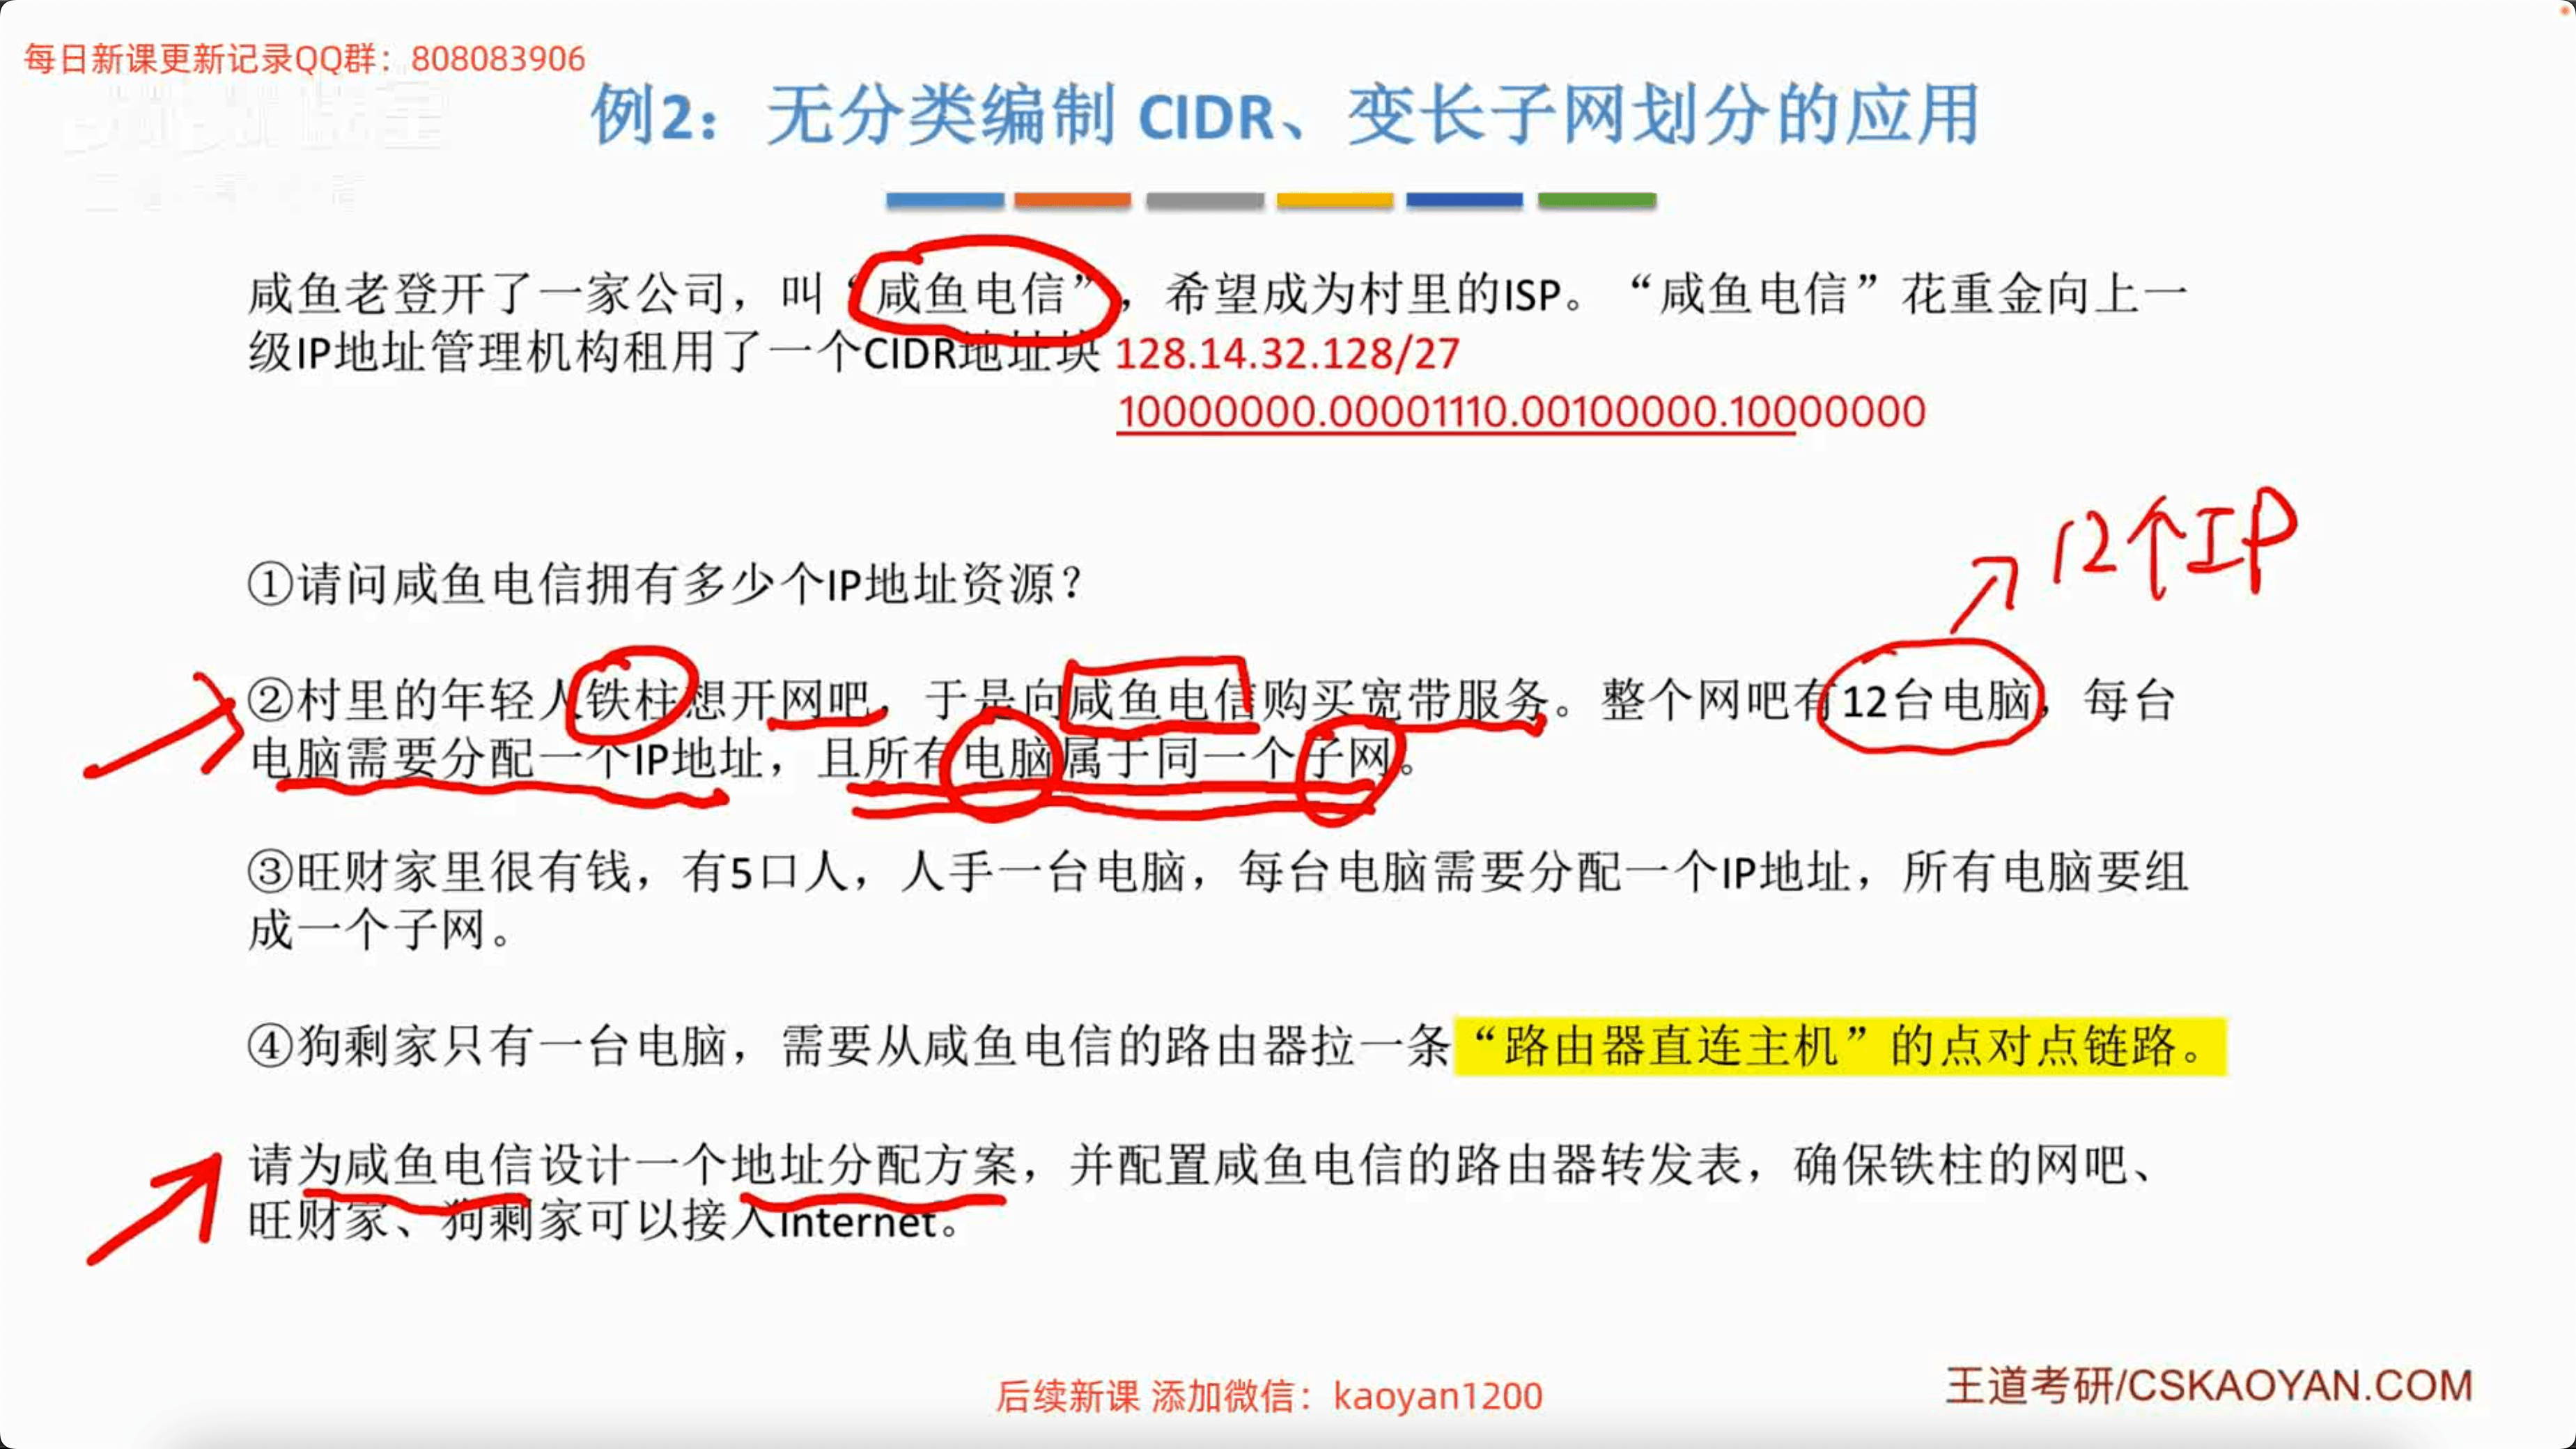 每日新课更新记录QQ群：808083906
例2：无分类编制 CIDR、变长子网划分的应用
咸鱼老登开了一家公司，叫“咸鱼电信”，希望成为村里的ISP。“咸鱼电信”花重金向上一
级IP地址管理机构租用了一个CIDR地址块 128.14.32.128/27
10000000.00001110.00100000.10000000
12个IP
①请问咸鱼电信拥有多少个IP地址资源？
②村里的年轻人铁柱想开网吧，于是向咸鱼电信购买宽带服务。整个网吧有12台电脑，每台
电脑需要分配一个IP地址，且所有电脑属于同一个子网。
③旺财家里很有钱，有5口人，人手一台电脑，每台电脑需要分配一个IP地址，所有电脑要组
成一个子网。
④狗剩家只有一台电脑，需要从咸鱼电信的路由器拉一条“路由器直连主机”的点对点链路。
请为咸鱼电信设计一个地址分配方案，并配置咸鱼电信的路由器转发表，确保铁柱的网吧、
旺财家、狗剩家可以接入Internet。
后续新课 添加微信：kaoyan1200
王道考研/CSKAOYAN.COM